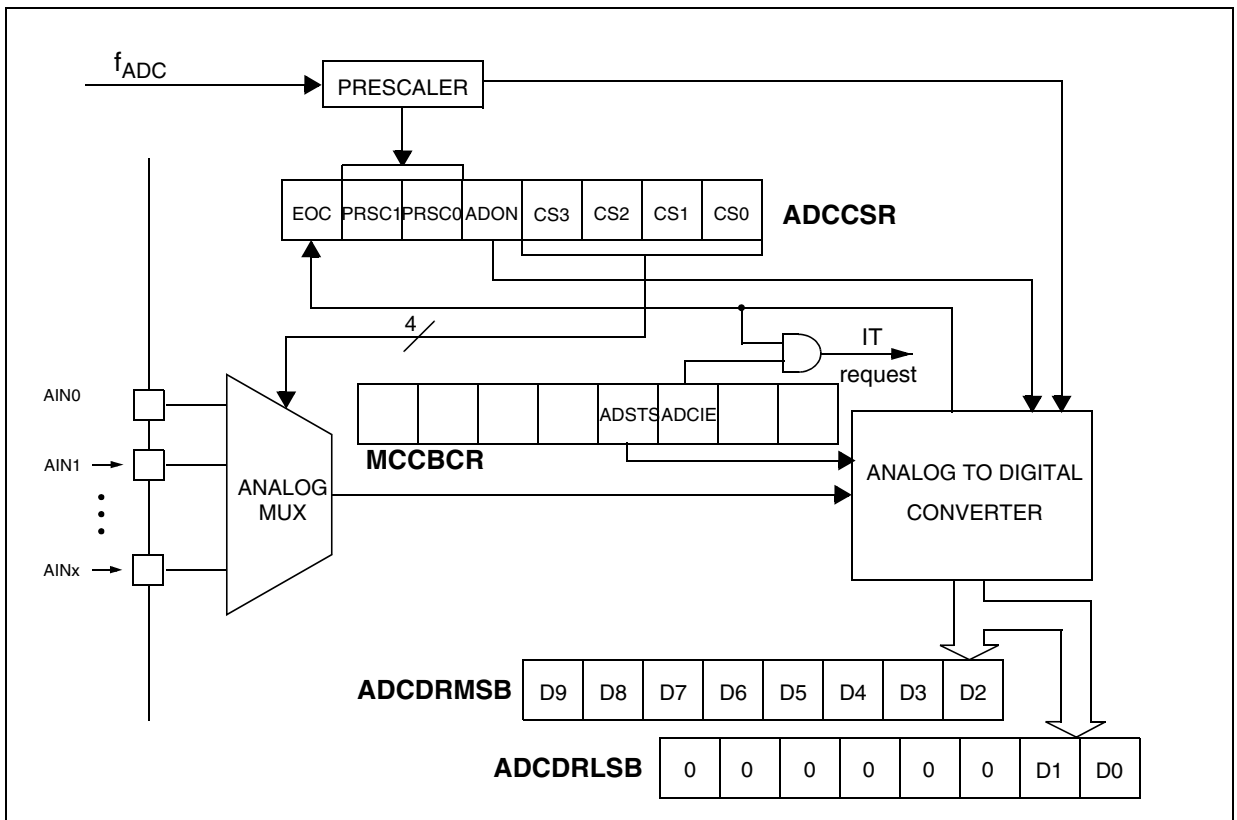 fADC
PRESCALER
EOC PRSC1 PRSC0 ADON CS3 CS2 CS1 CS0 ADCCSR
4
IT
request
AIN0
ADSTS ADCIE
MCCBCR
AIN1
ANALOG
MUX
ANALOG TO DIGITAL
CONVERTER
AINx
ADCDRMSB D9 D8 D7 D6 D5 D4 D3 D2
ADCDRLSB 0 0 0 0 0 0 D1 D0